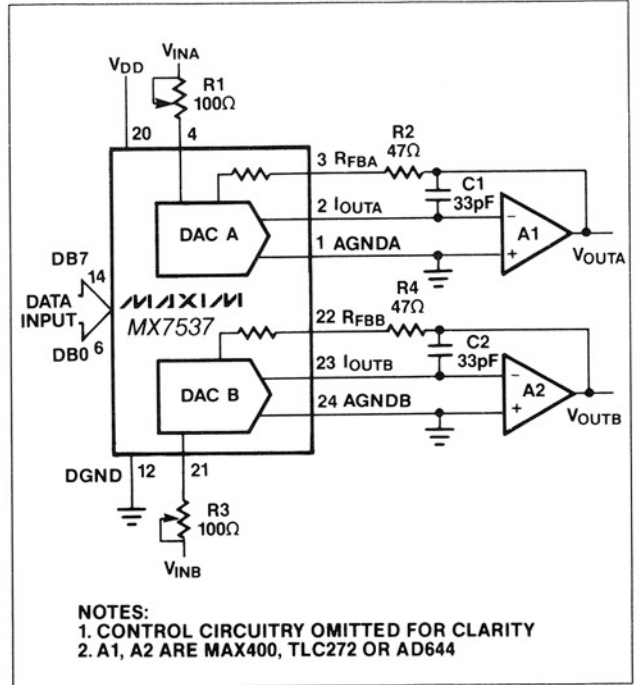 VINA
VDD
R1
100Ω
20
4
3 RFBA
R2
47Ω
C1
33pF
2 IOUTA
DAC A
1 AGNDA
A1
VOUTA
DB7
14
DATA
INPUT
DB0 6
MAXIM
MX7537
R4
47Ω
22 RFBB
C2
33pF
23 IOUTB
DAC B
24 AGNDB
A2
VOUTB
DGND
12
21
R3
100Ω
VINB
NOTES:
1. CONTROL CIRCUITRY OMITTED FOR CLARITY
2. A1, A2 ARE MAX400, TLC272 OR AD644